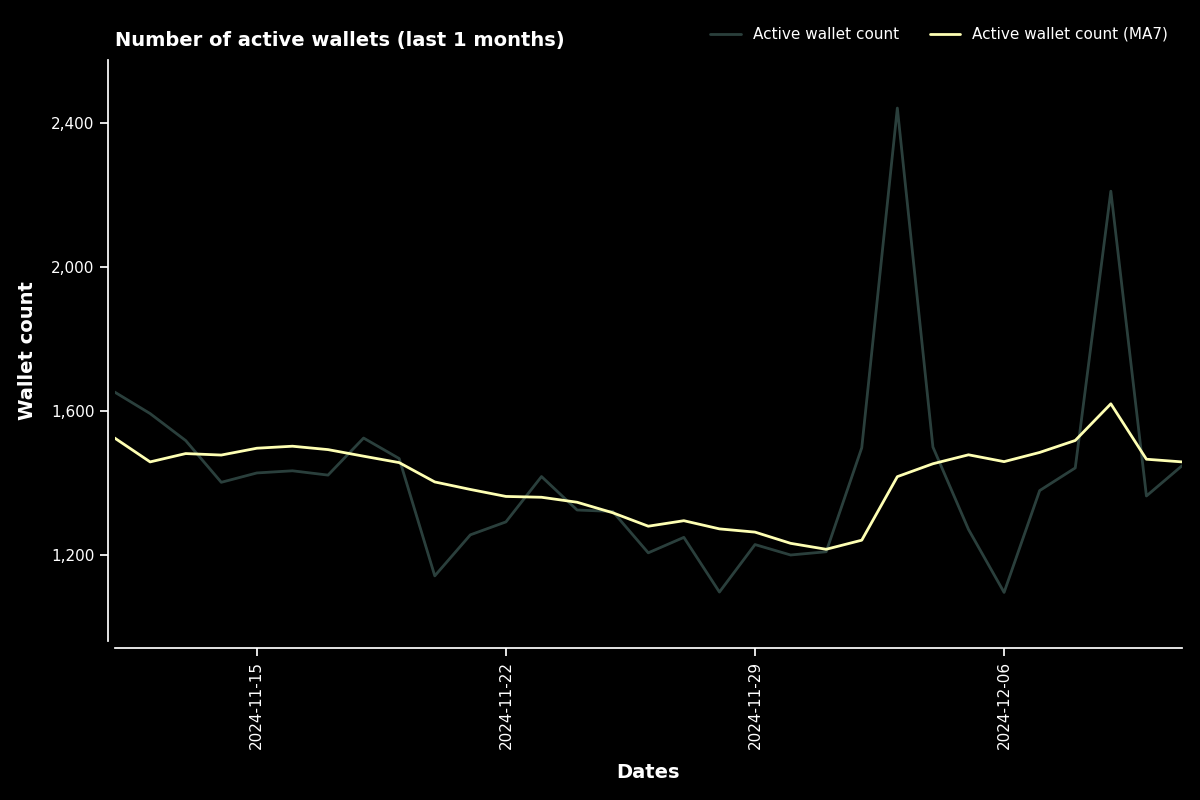 Number of active wallets (last 1 months)
Active wallet count
Active wallet count (MA7)
Wallet count
2,400
2,000
1,600
1,200
2024-11-15
2024-11-22
2024-11-29
2024-12-06
Dates